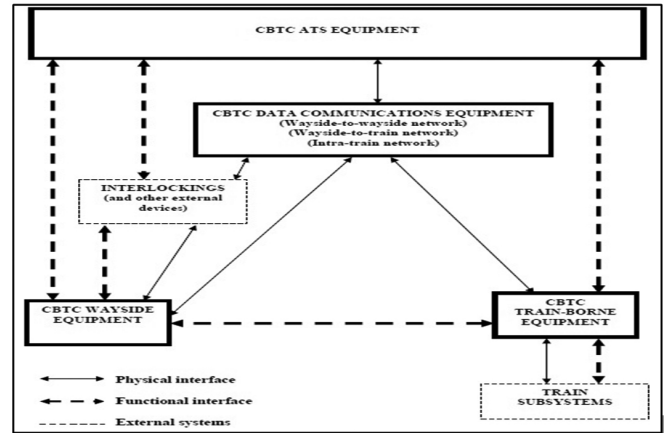 CBTC ATS EQUIPMENT
CBTC DATA COMMUNICATIONS EQUIPMENT
(Wayside-to-wayside network)
(Wayside-to-train network)
(Intra-train network)
INTERLOCKINGS
(and other external
devices)
CBTC WAYSIDE
EQUIPMENT
CBTC
TRAIN-BORNE
EQUIPMENT
TRAIN
SUBSYSTEMS
Physical interface
Functional interface
External systems